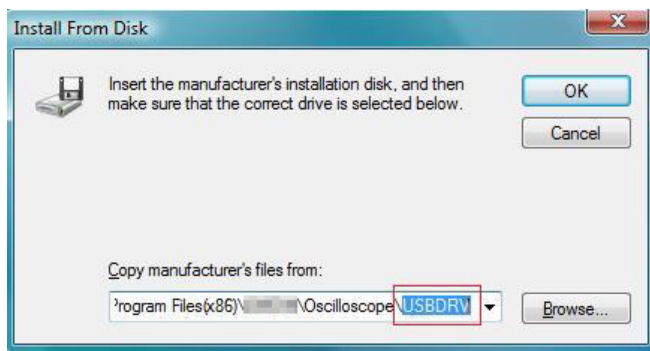 Install From Disk
Insert the manufacturer's installation disk, and then
make sure that the correct drive is selected below.
OK
Cancel
Copy manufacturer's files from:
Program Files(x86)\ \Oscilloscope\USBDRV
Browse...